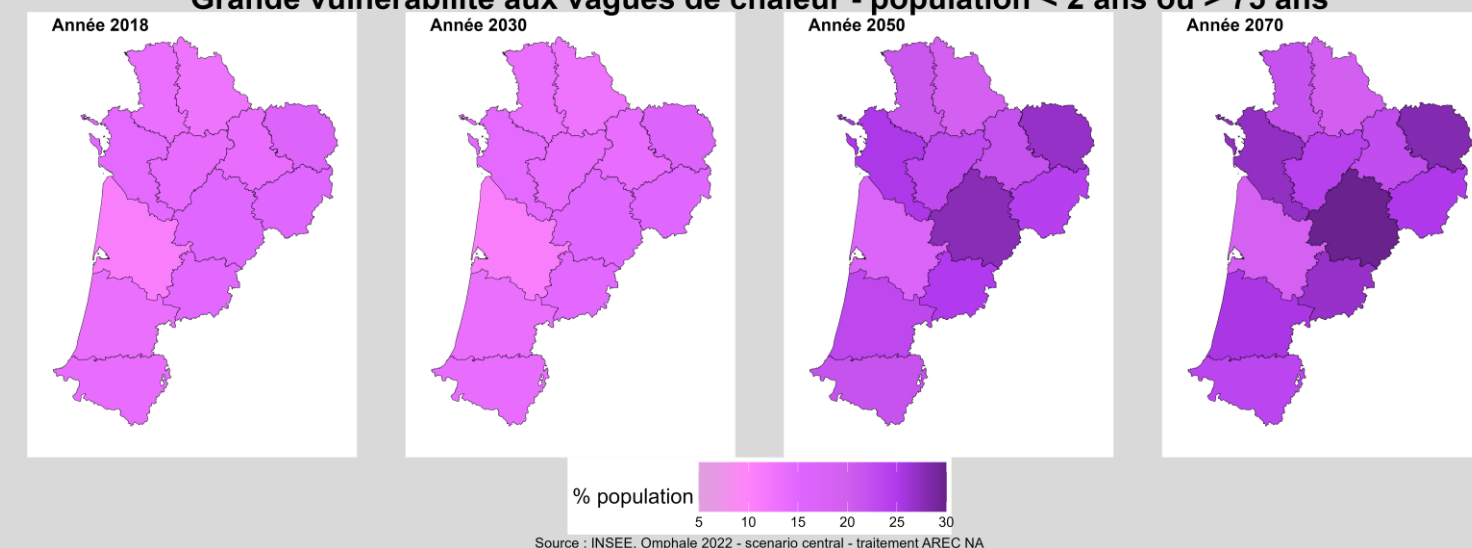 Grande vulnérabilité aux vagues de chaleur - population < 2 ans ou > 75 ans
Année 2018
Année 2030
Année 2050
Année 2070
% population
5 10 15 20 25 30
Source : INSEE, Omphale 2022 - scenario central - traitement AREC NA